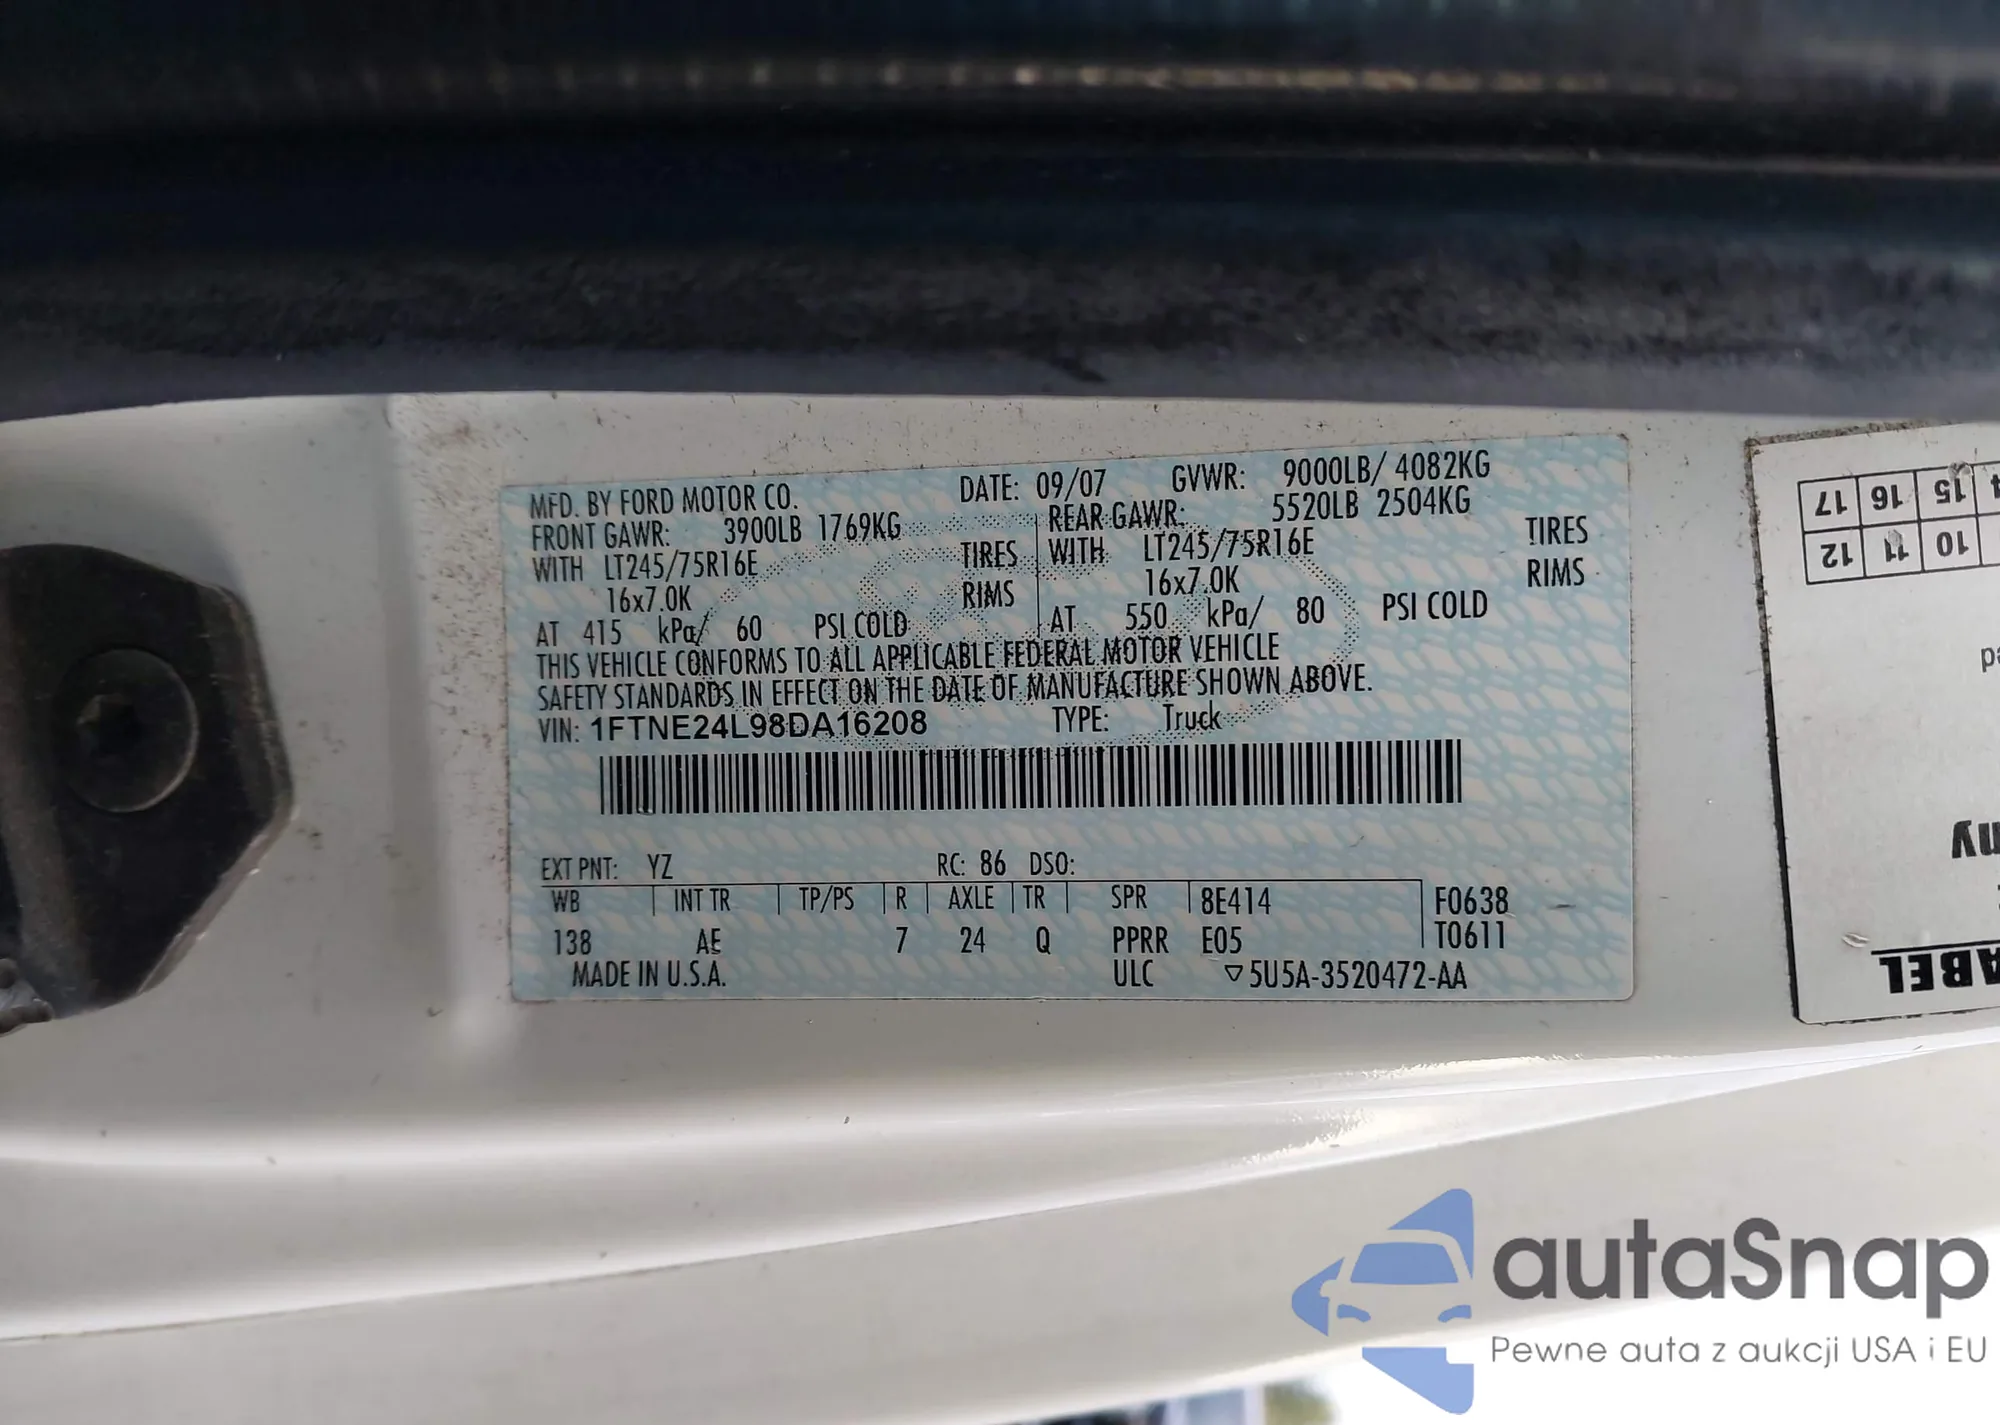 MFD. BY FORD MOTOR CO. DATE: 09/07 GVWR: 9000LB/ 4082KG
FRONT GAWR: 3900LB 1769KG REAR GAWR: 5520LB 2504KG
WITH LT245/75R16E TIRES WITH LT245/75R16E TIRES
16x7.0K RIMS 16x7.0K RIMS
AT 415 kPa/ 60 PSI COLD AT 550 kPa/ 80 PSI COLD
THIS VEHICLE CONFORMS TO ALL APPLICABLE FEDERAL MOTOR VEHICLE
SAFETY STANDARDS IN EFFECT ON THE DATE OF MANUFACTURE SHOWN ABOVE.
VIN: 1FTNE24L98DA16208 TYPE: Truck
EXT PNT: YZ RC: 86 DSO:
WB INT TR TP/PS R AXLE TR SPR 8E414 F0638
138 AE 7 24 Q PPRR E05 T0611
MADE IN U.S.A. ULC 5U5A-3520472-AA
17 16 15
12 11 10
autaSnap
Pewne auta z aukcji USA i EU